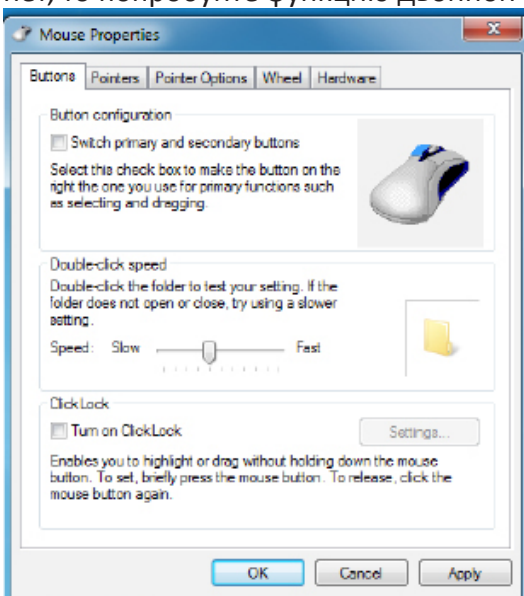 то попробуйте функцию двойной
Mouse Properties
x
Buttons Pointers Pointer Options Wheel Hardware
Button configuration
Switch primary and secondary buttons
Select this check box to make the button on the
right the one you use for primary functions such
as selecting and dragging.
Double-click speed
Double-click the folder to test your setting. If the
folder does not open or close, try using a slower
setting.
Speed: Slow Fast
ClickLock
Turn on ClickLock
Settings...
Enables you to highlight or drag without holding down the mouse
button. To set, briefly press the mouse button. To release, click the
mouse button again.
OK Cancel Apply